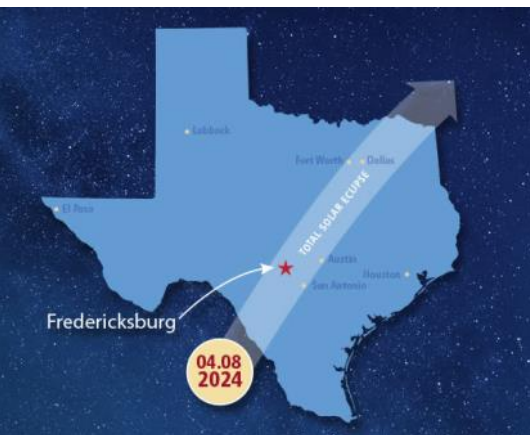 Lubbock
Fort Worth
Dallas
El Paso
TOTAL SOLAR ECLIPSE
Austin
Houston
San Antonio
Fredericksburg
04.08
2024